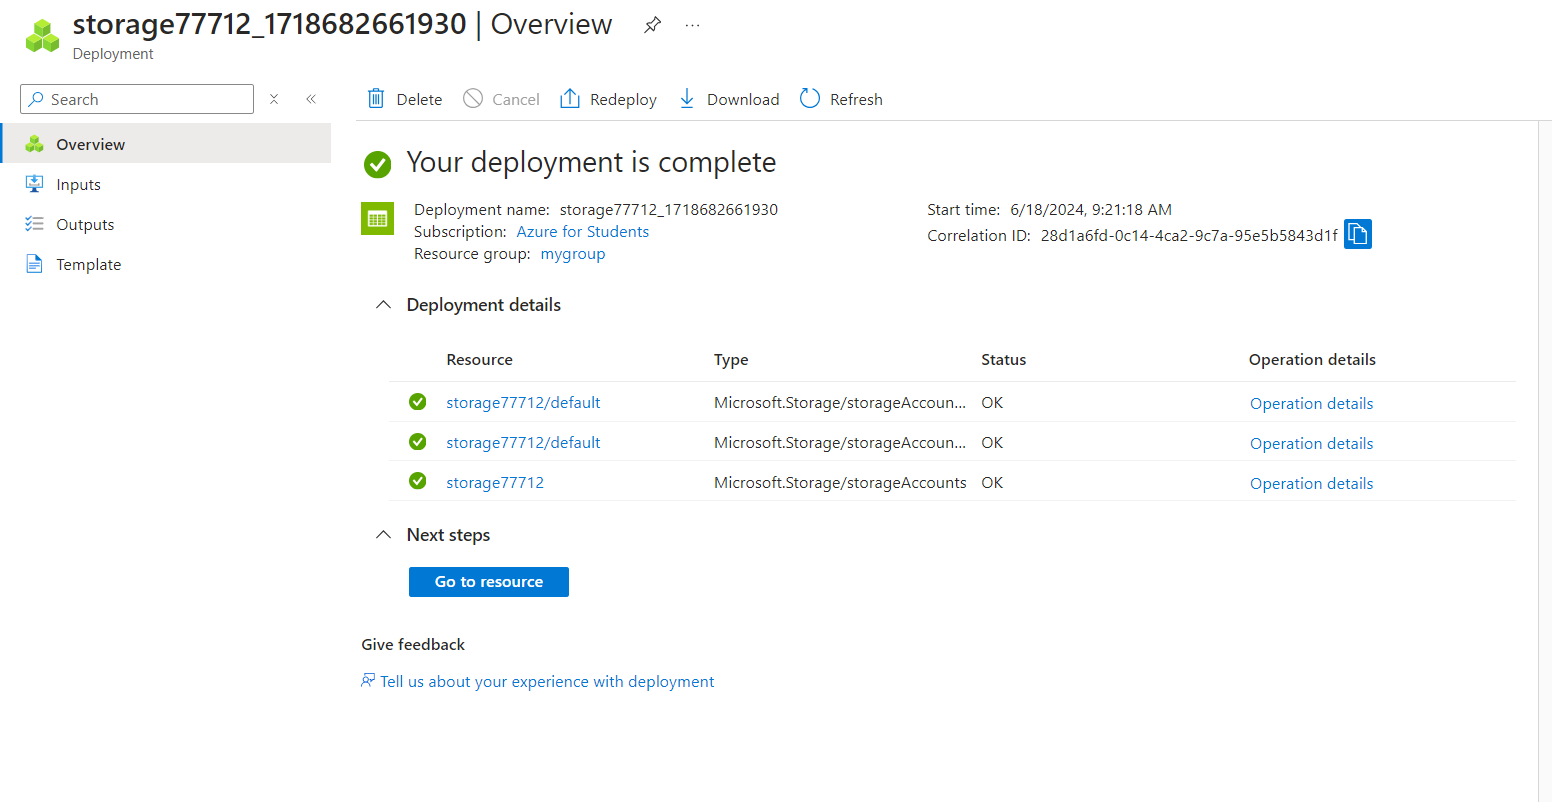 storage77712_1718682661930 | Overview
Deployment
Search
Overview
Inputs
Outputs
Template
Delete
Cancel
Redeploy
Download
Refresh
Your deployment is complete
Deployment name: storage77712_1718682661930
Subscription: Azure for Students
Resource group: mygroup
Start time: 6/18/2024, 9:21:18 AM
Correlation ID: 28d1a6fd-0c14-4ca2-9c7a-95e5b5843d1f
Deployment details
Resource Type Status Operation details
storage77712/default Microsoft.Storage/storageAccoun... OK Operation details
storage77712/default Microsoft.Storage/storageAccoun... OK Operation details
storage77712 Microsoft.Storage/storageAccounts OK Operation details
Next steps
Go to resource
Give feedback
Tell us about your experience with deployment